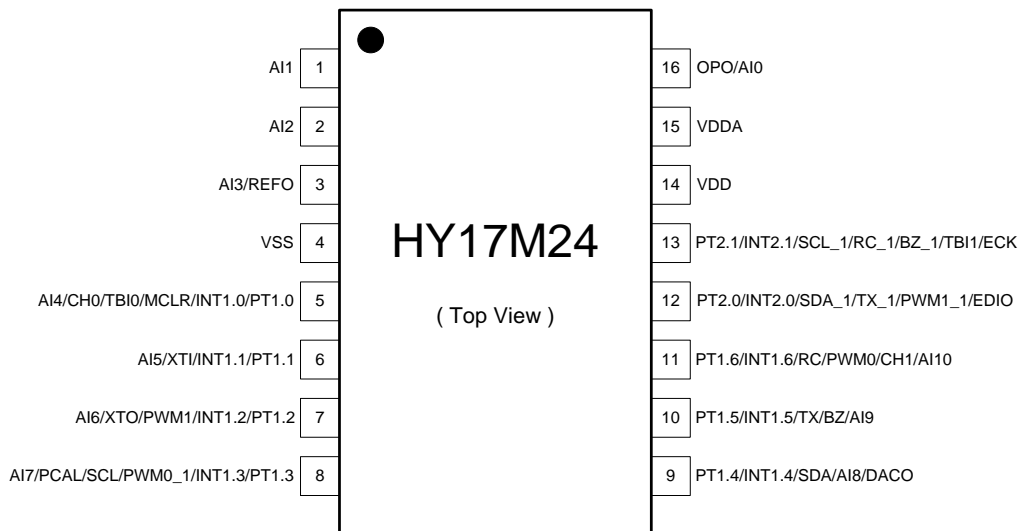 AI1 1
AI2 2
AI3/REFO 3
VSS 4
AI4/CH0/TBI0/MCLR/INT1.0/PT1.0 5
AI5/XTI/INT1.1/PT1.1 6
AI6/XTO/PWM1/INT1.2/PT1.2 7
AI7/PCAL/SCL/PWM0_1/INT1.3/PT1.3 8
HY17M24
( Top View )
16 OPO/AI0
15 VDDA
14 VDD
13 PT2.1/INT2.1/SCL_1/RC_1/BZ_1/TBI1/ECK
12 PT2.0/INT2.0/SDA_1/TX_1/PWM1_1/EDIO
11 PT1.6/INT1.6/RC/PWM0/CH1/AI10
10 PT1.5/INT1.5/TX/BZ/AI9
9 PT1.4/INT1.4/SDA/AI8/DACO